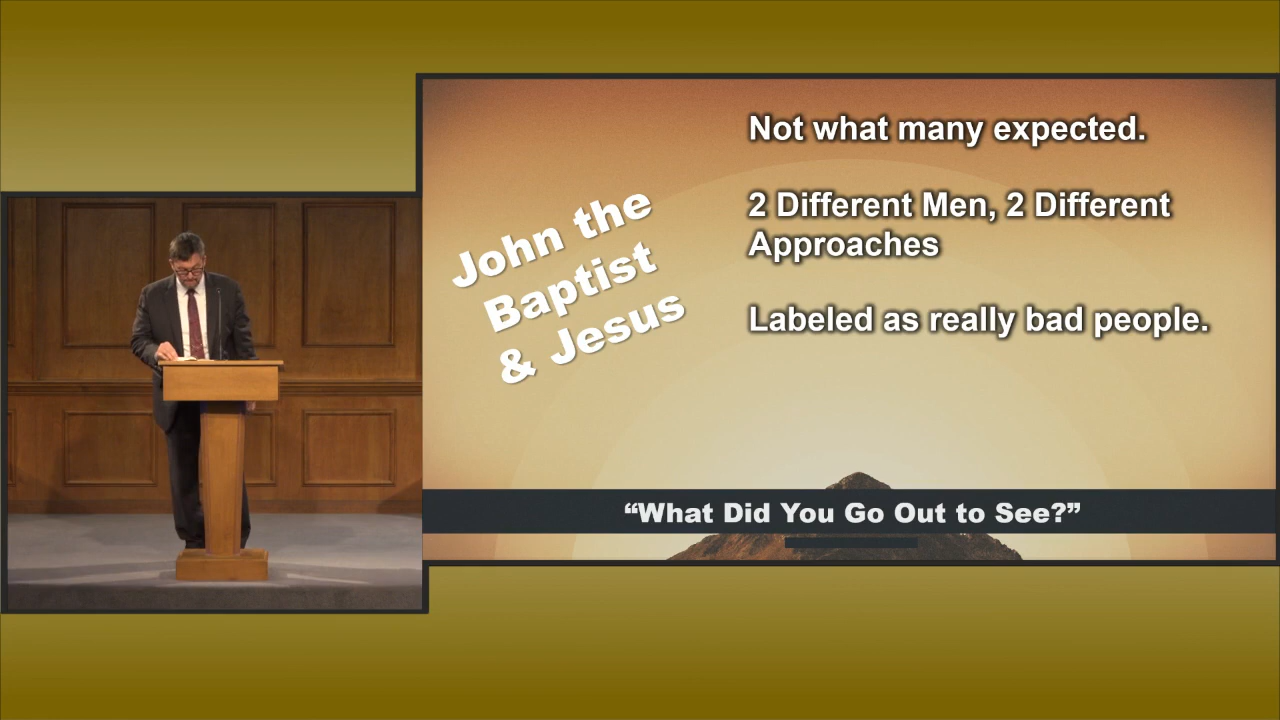 John the
Baptist
& Jesus
Not what many expected.
2 Different Men, 2 Different
Approaches
Labeled as really bad people.
“What Did You Go Out to See?”